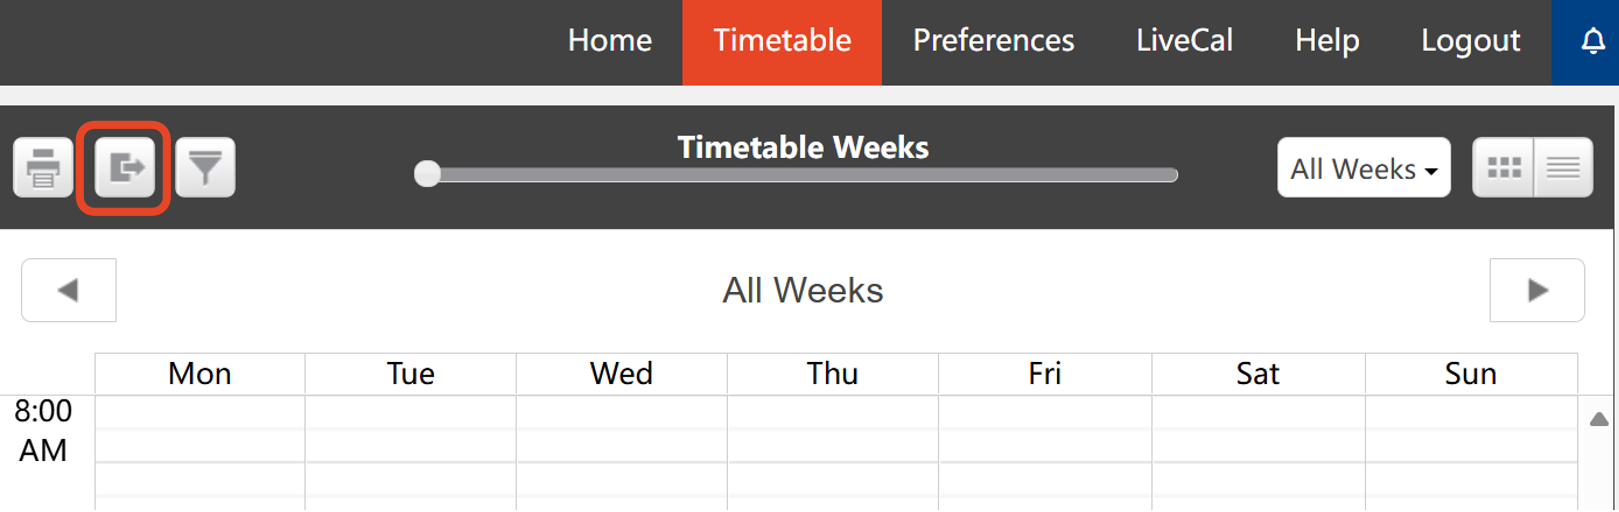 Home Timetable Preferences LiveCal Help Logout
Timetable Weeks
All Weeks
All Weeks
Mon Tue Wed Thu Fri Sat Sun
8:00
AM